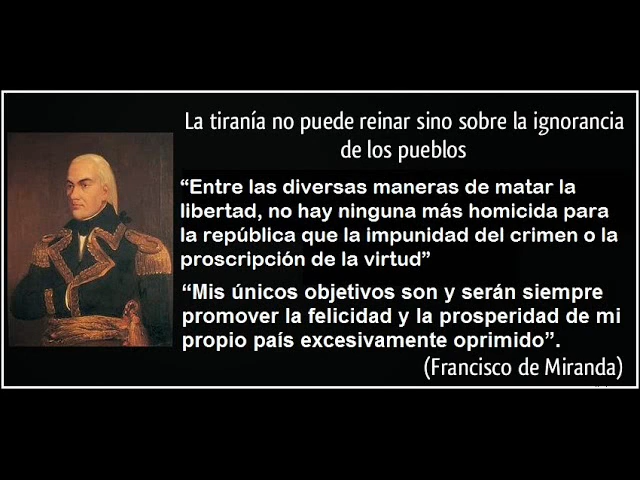 La tiranía no puede reinar sino sobre la ignorancia
de los pueblos
“Entre las diversas maneras de matar la
libertad, no hay ninguna más homicida para
la república que la impunidad del crimen o la
proscripción de la virtud”
“Mis únicos objetivos son y serán siempre
promover la felicidad y la prosperidad de mi
propio país excesivamente oprimido”.
(Francisco de Miranda)